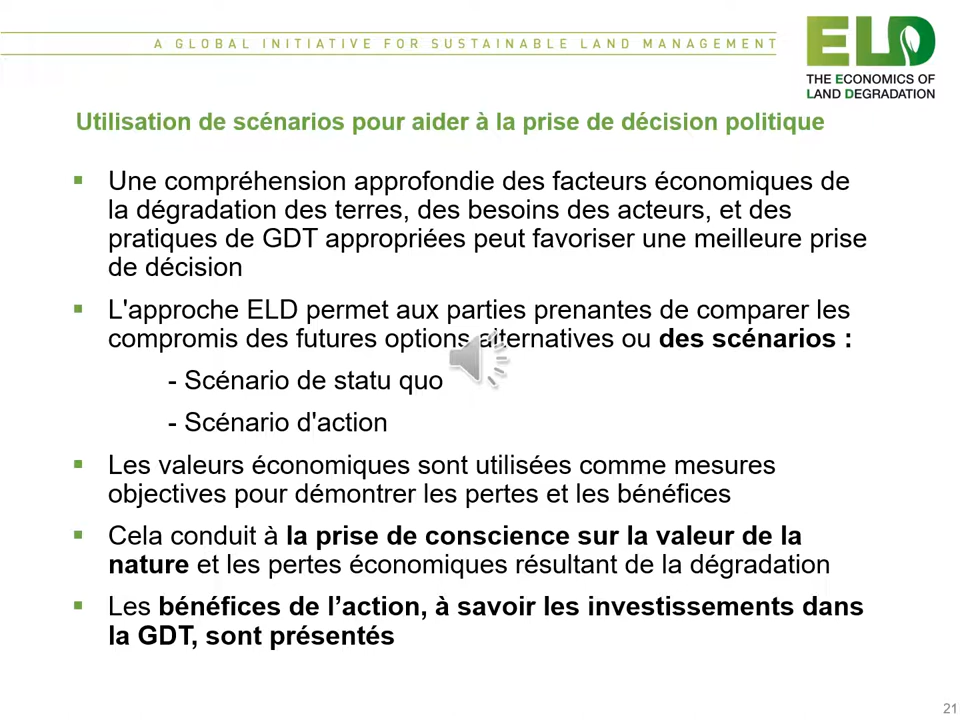 A GLOBAL INITIATIVE FOR SUSTAINABLE LAND MANAGEMENT
ELD
THE ECONOMICS OF
LAND DEGRADATION
Utilisation de scénarios pour aider à la prise de décision politique
▪ Une compréhension approfondie des facteurs économiques de
la dégradation des terres, des besoins des acteurs, et des
pratiques de GDT appropriées peut favoriser une meilleure prise
de décision
▪ L'approche ELD permet aux parties prenantes de comparer les
compromis des futures options alternatives ou des scénarios :
- Scénario de statu quo
- Scénario d'action
▪ Les valeurs économiques sont utilisées comme mesures
objectives pour démontrer les pertes et les bénéfices
▪ Cela conduit à la prise de conscience sur la valeur de la
nature et les pertes économiques résultant de la dégradation
▪ Les bénéfices de l’action, à savoir les investissements dans
la GDT, sont présentés
21